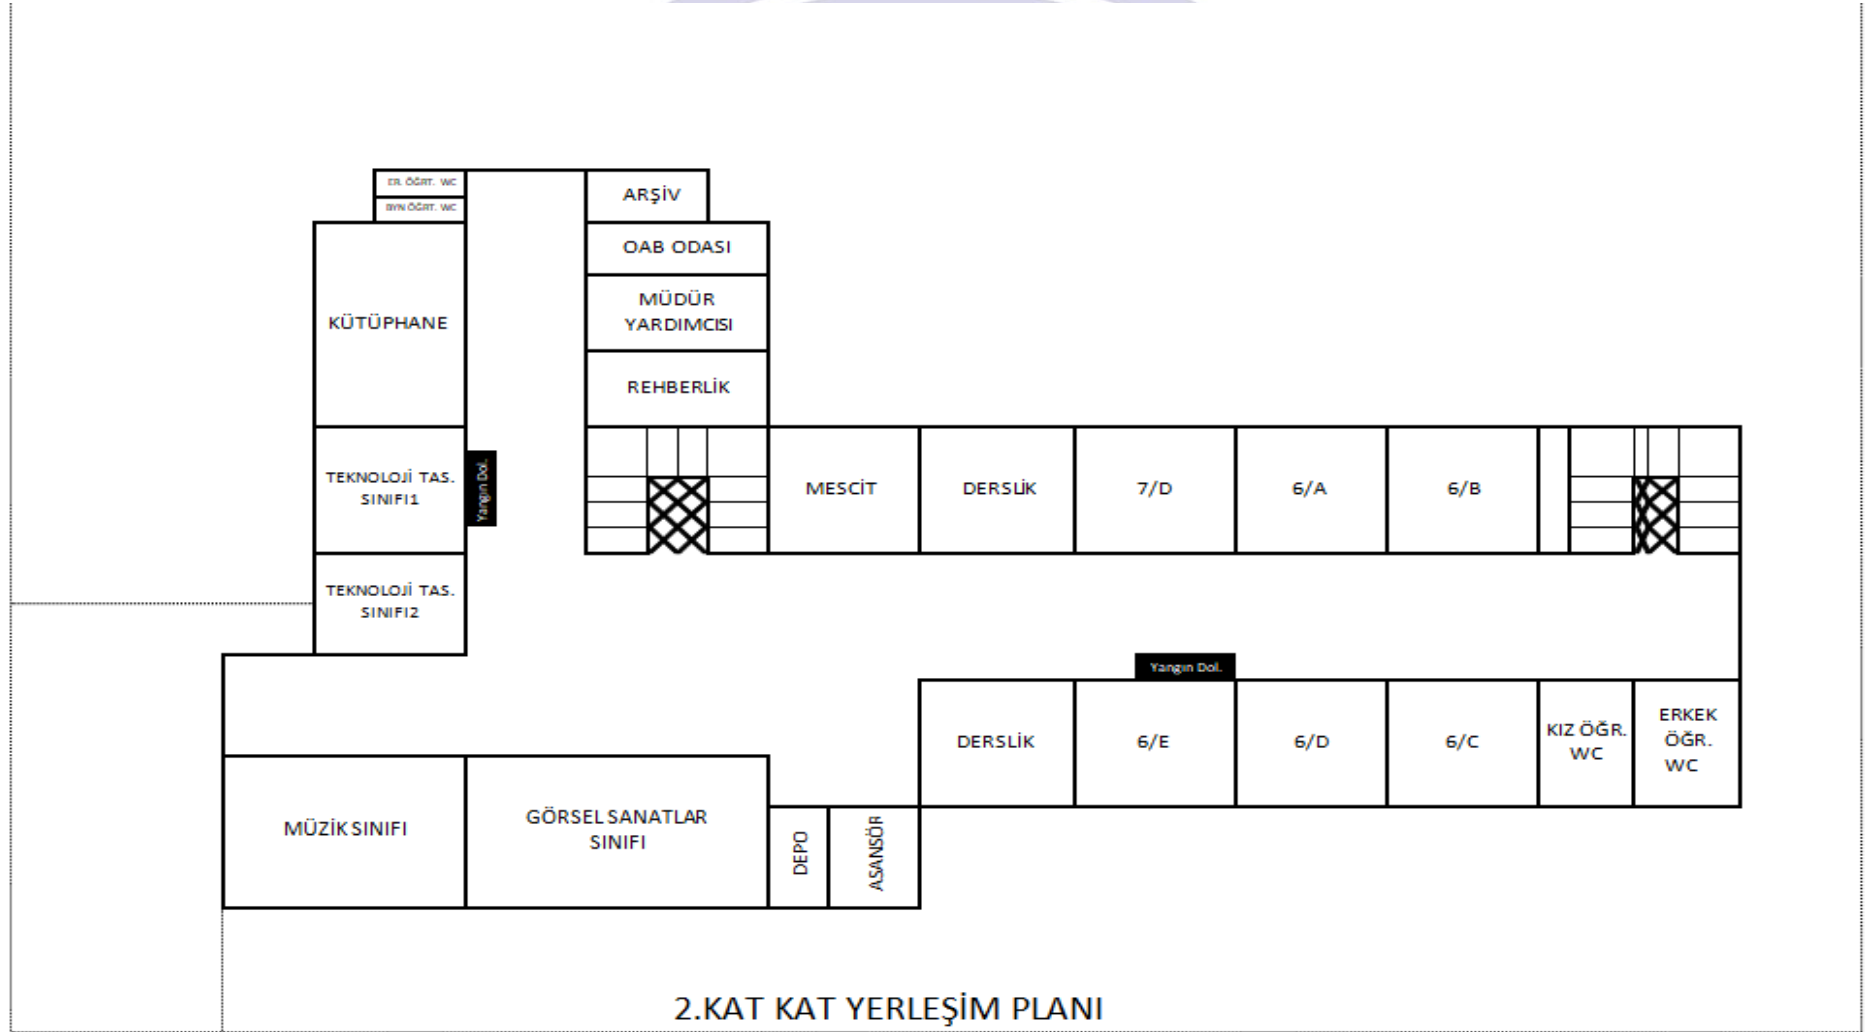 ER. ÖĞRT. WC
BYN ÖĞRT. WC
ARŞİV
OAB ODASI
KÜTÜPHANE
MÜDÜR
YARDIMCISI
REHBERLİK
TEKNOLOJİ TAS.
SINIFI1
Yangın Dol.
MESCİT
DERSLİK
7/D
6/A
6/B
TEKNOLOJİ TAS.
SINIFI2
Yangın Dol.
DERSLİK
6/E
6/D
6/C
KIZ ÖĞR.
WC
ERKEK
ÖĞR.
WC
MÜZİK SINIFI
GÖRSEL SANATLAR
SINIFI
DEPO
ASANSÖR
2.KAT KAT YERLEŞİM PLANI